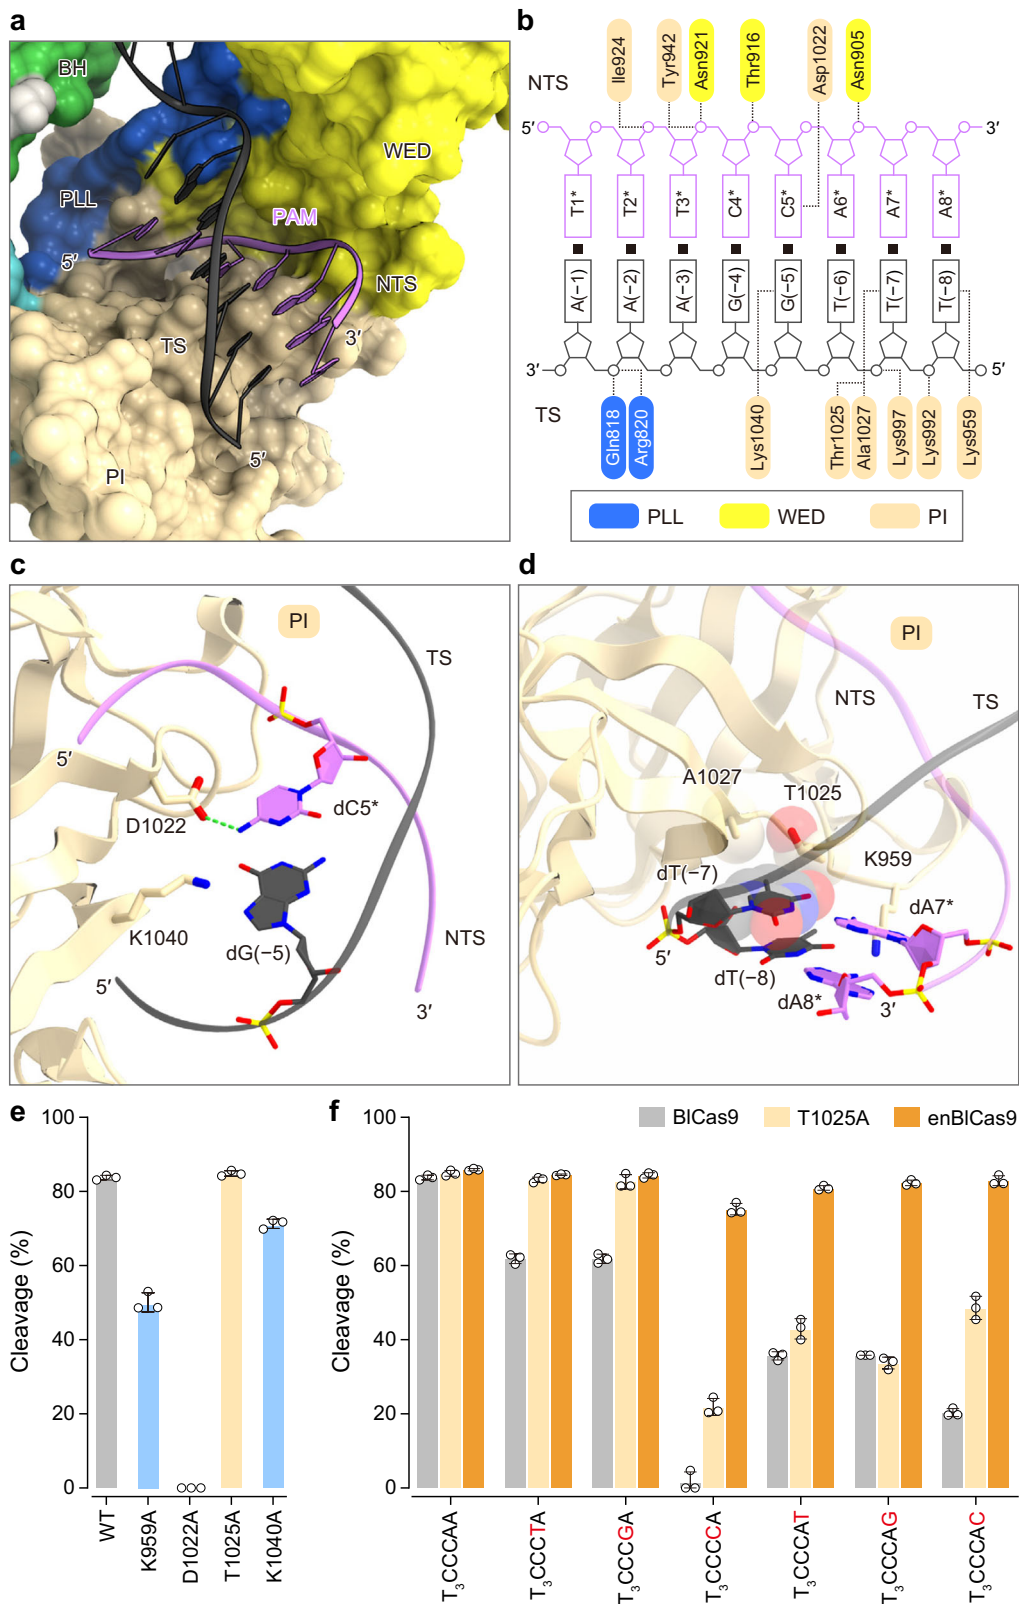 a
BH
WED
PLL
PAM
5′
NTS
TS
3′
5′
PI
b
NTS
Ile924
Tyr942
Asn921
Thr916
Asp1022
Asn905
5′
3′
T1*
T2*
T3*
C4*
C5*
A6*
A7*
A8*
A(−1)
A(−2)
A(−3)
G(−4)
G(−5)
T(−6)
T(−7)
T(−8)
3′
5′
TS
Gln818
Arg820
Lys1040
Thr1025
Ala1027
Lys997
Lys992
Lys959
PLL
WED
PI
c
PI
TS
5′
D1022
dC5*
K1040
dG(−5)
NTS
5′
3′
d
PI
NTS
TS
A1027
T1025
K959
dT(−7)
dA7*
5′
dT(−8)
dA8*
3′
e
Cleavage (%)
100
80
60
40
20
0
WT
K959A
D1022A
T1025A
K1040A
f
BlCas9
T1025A
enBlCas9
Cleavage (%)
100
80
60
40
20
0
T3CCCAA
T3CCCTA
T3CCCGA
T3CCCCA
T3CCCAT
T3CCCAG
T3CCCAC